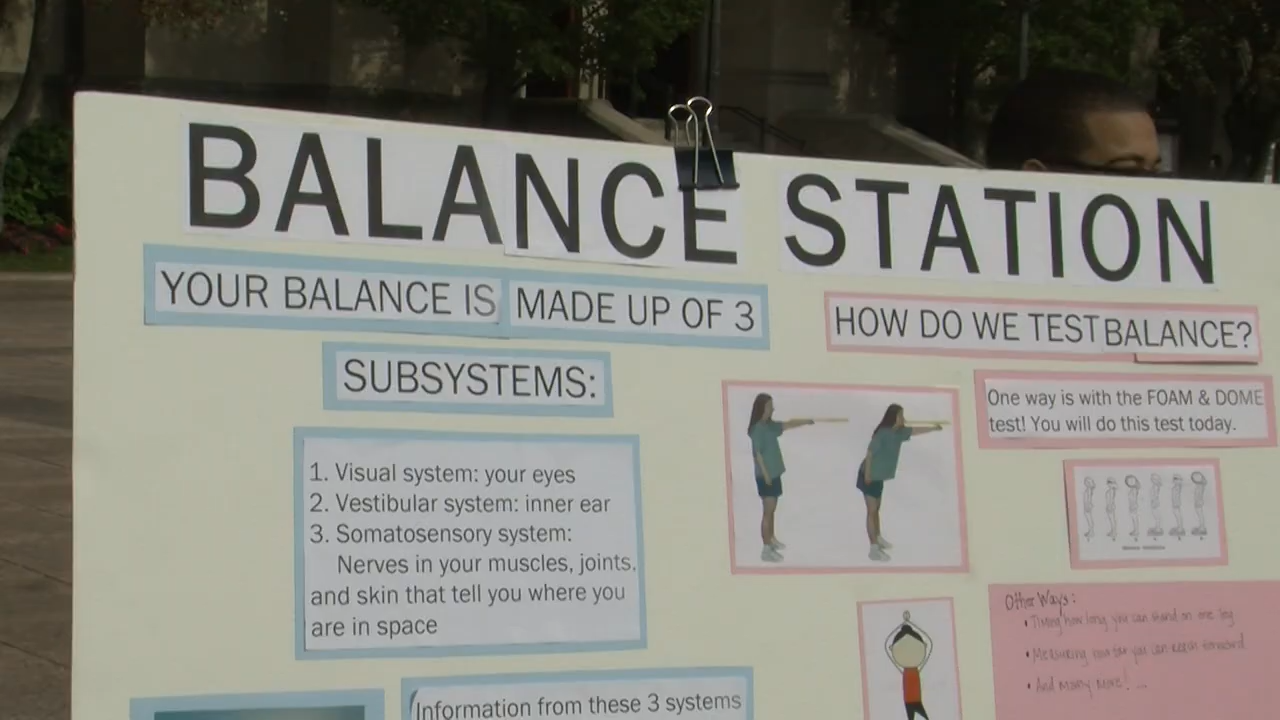 BALANCE STATION
YOUR BALANCE IS MADE UP OF 3
SUBSYSTEMS:
1. Visual system: your eyes
2. Vestibular system: inner ear
3. Somatosensory system:
Nerves in your muscles, joints,
and skin that tell you where you
are in space
Information from these 3 systems
HOW DO WE TEST BALANCE?
One way is with the FOAM & DOME
test! You will do this test today.
Other Ways:
• Timing how long you can stand on one leg
• Measuring how far you can reach forward
• And many more! ...